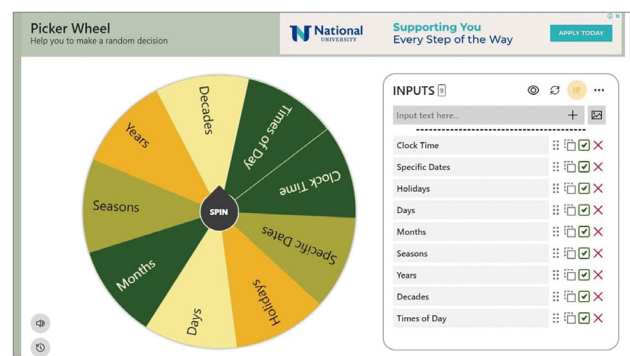 Picker Wheel
Help you to make a random decision
National
UNIVERSITY
Supporting You
Every Step of the Way
APPLY TODAY
Decades
Times of Day
Clock Time
Specific Dates
Holidays
Days
Months
Seasons
Years
SPIN
INPUTS 9
Input text here...
Clock Time
Specific Dates
Holidays
Days
Months
Seasons
Years
Decades
Times of Day